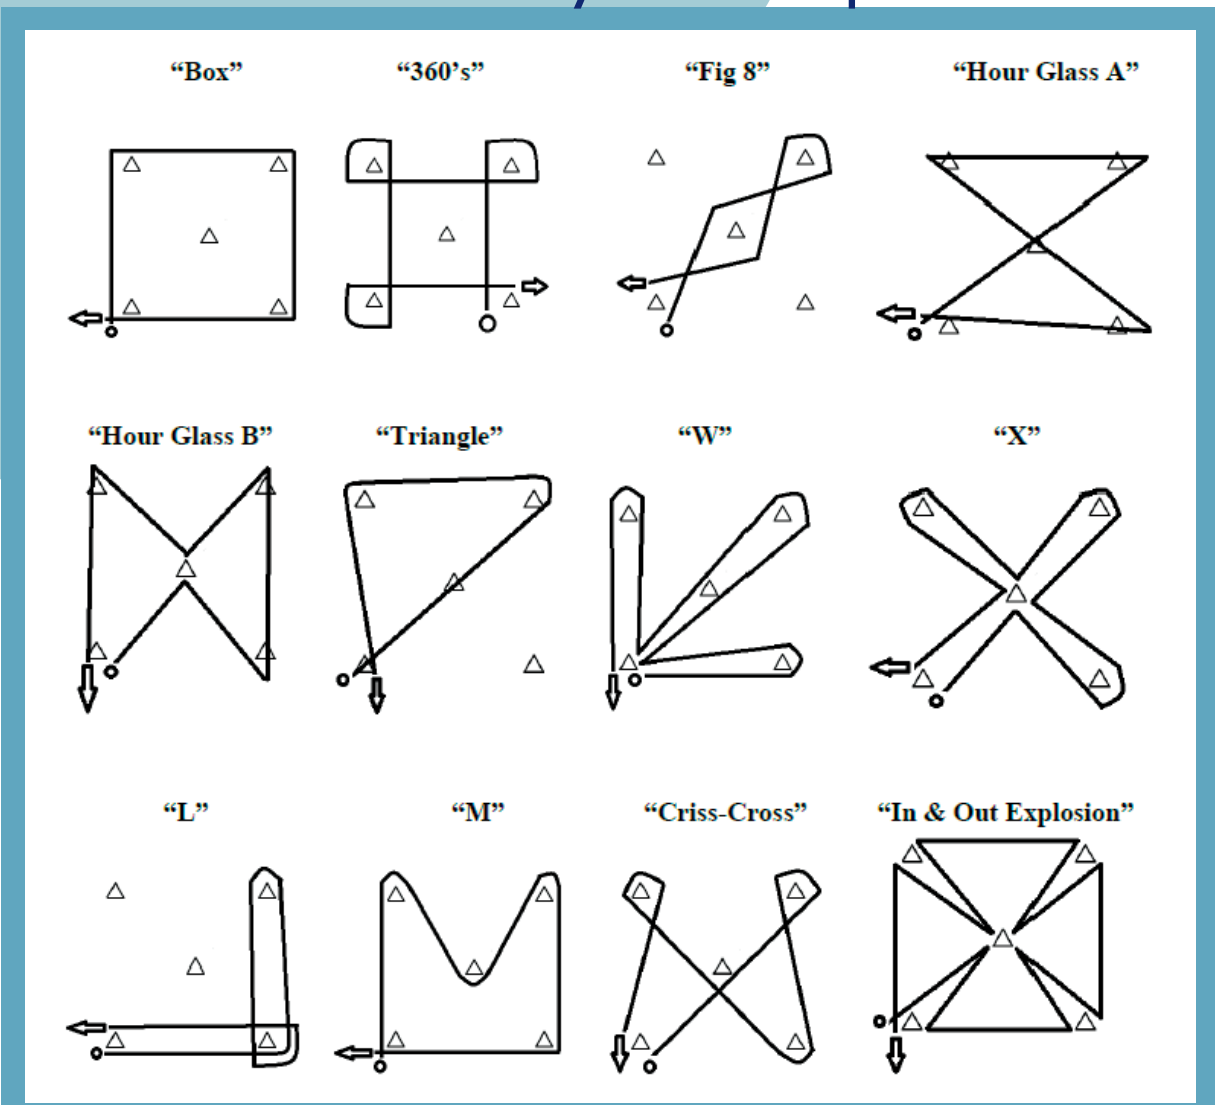 “Box” “360’s” “Fig 8” “Hour Glass A”
“Hour Glass B” “Triangle” “W” “X”
“L” “M” “Criss-Cross” “In & Out Explosion”